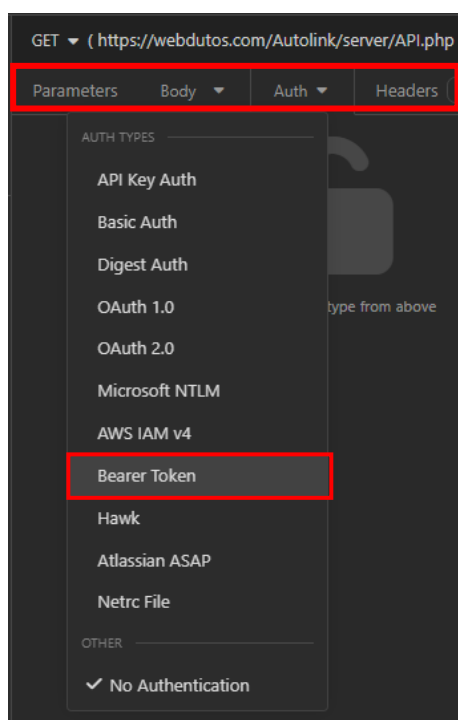 GET ( https://webdutos.com/Autolink/server/API.php
Parameters Body Auth Headers
AUTH TYPES
API Key Auth
Basic Auth
Digest Auth
OAuth 1.0
type from above
OAuth 2.0
Microsoft NTLM
AWS IAM v4
Bearer Token
Hawk
Atlassian ASAP
Netrc File
OTHER
✓ No Authentication